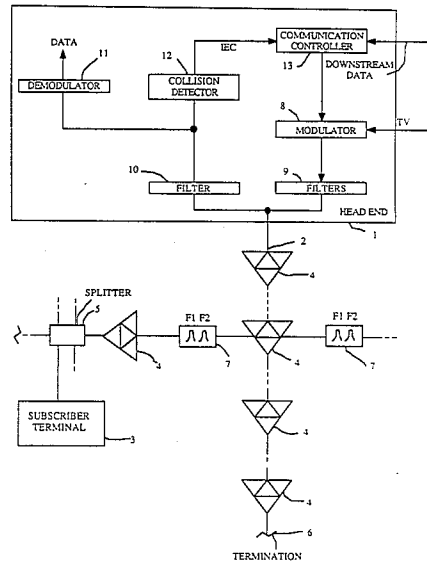 DATA
11
DEMODULATOR
12
COLLISION
DETECTOR
IEC
COMMUNICATION
CONTROLLER
13
DOWNSTREAM
DATA
8
MODULATOR
TV
10
FILTER
9
FILTERS
HEAD END
1
2
4
SPLITTER
5
4
F1 F2
7
4
F1 F2
7
SUBSCRIBER
TERMINAL
3
4
4
6
TERMINATION